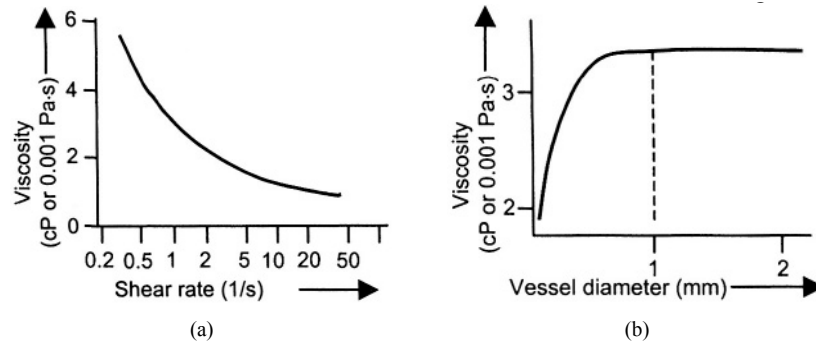 6
4
2
0
Viscosity
(cP or 0.001 Pa·s)
0.2 0.5 1 2 5 10 20 50
Shear rate (1/s)
(a)
3
2
Viscosity
(cP or 0.001 Pa·s)
1 2
Vessel diameter (mm)
(b)